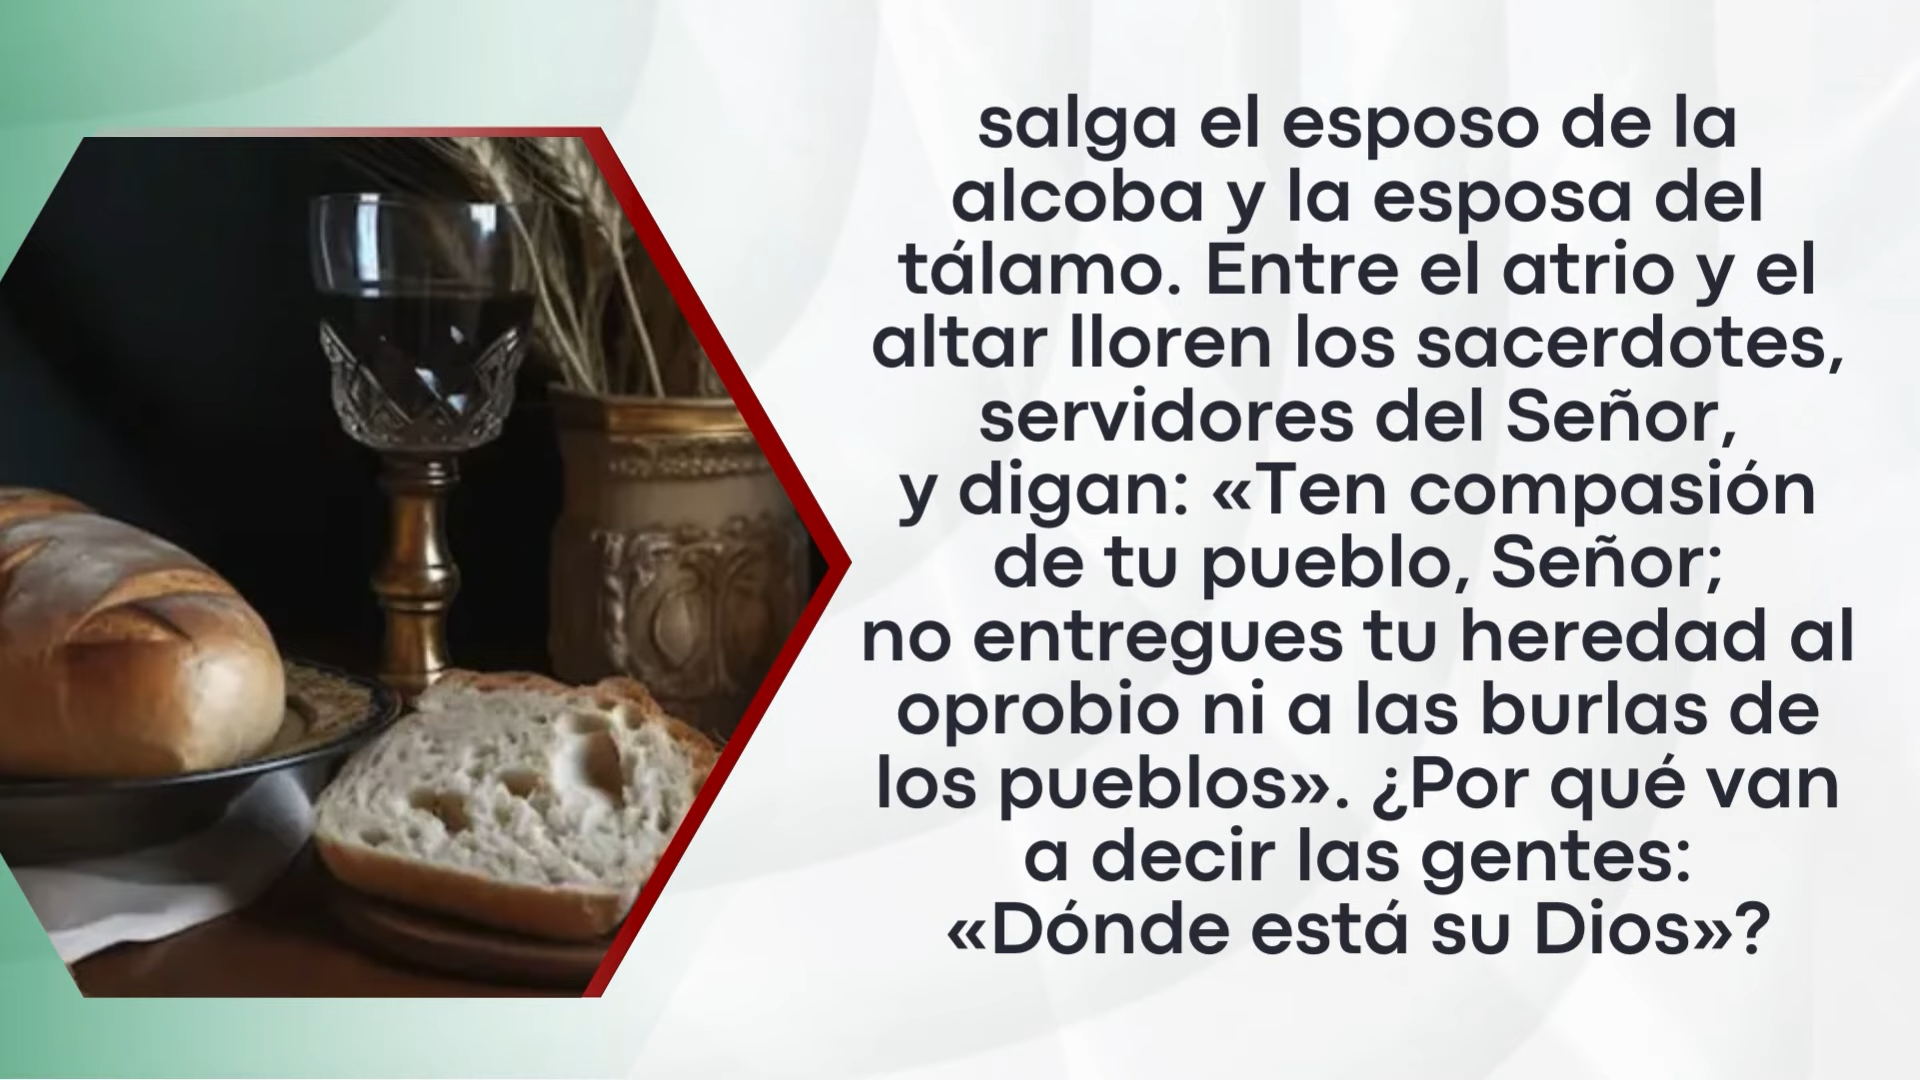 salga el esposo de la
alcoba y la esposa del
tálamo. Entre el atrio y el
altar lloren los sacerdotes,
servidores del Señor,
y digan: «Ten compasión
de tu pueblo, Señor;
no entregues tu heredad al
oprobio ni a las burlas de
los pueblos». ¿Por qué van
a decir las gentes:
«Dónde está su Dios»?